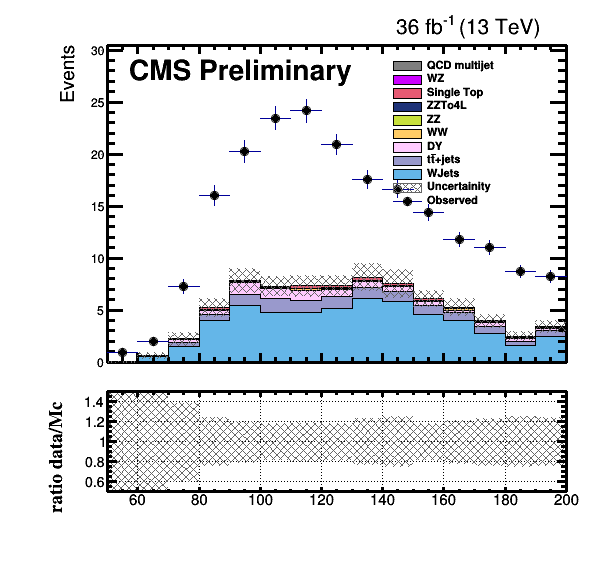 36 fb⁻¹ (13 TeV)
Events
30
25
20
15
10
5
0
CMS Preliminary
QCD multijet
WZ
Single Top
ZZTo4L
ZZ
WW
DY
tt̄+jets
WJets
Uncertainity
Observed
ratio data/Mc
1.4
1.2
1
0.8
0.6
60 80 100 120 140 160 180 200